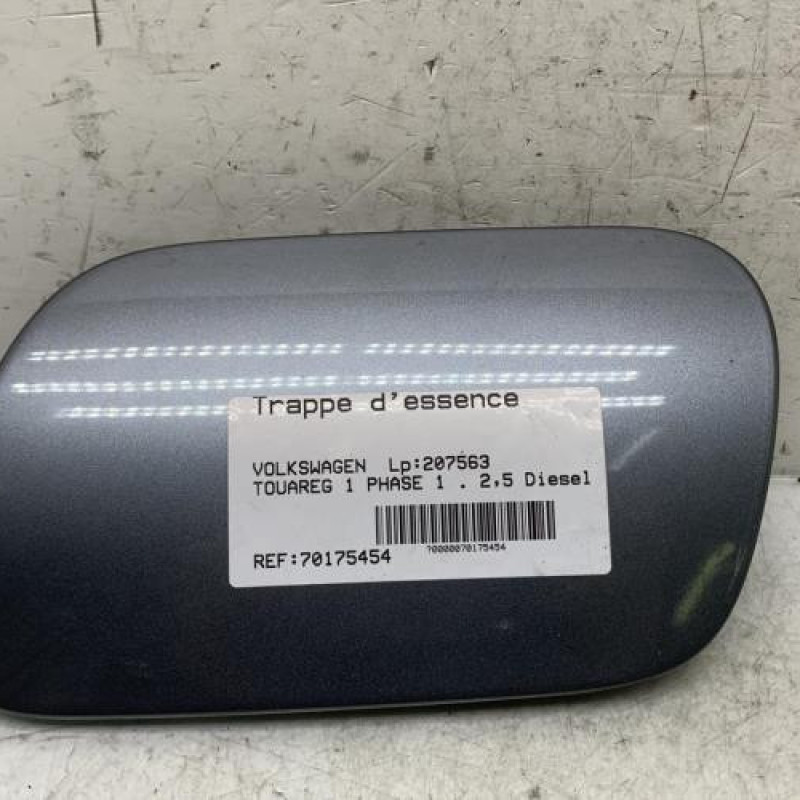 Trappe d'essence
VOLKSWAGEN Lp:207563
TOUAREG 1 PHASE 1 . 2,5 Diesel
70000070175454
REF:70175454